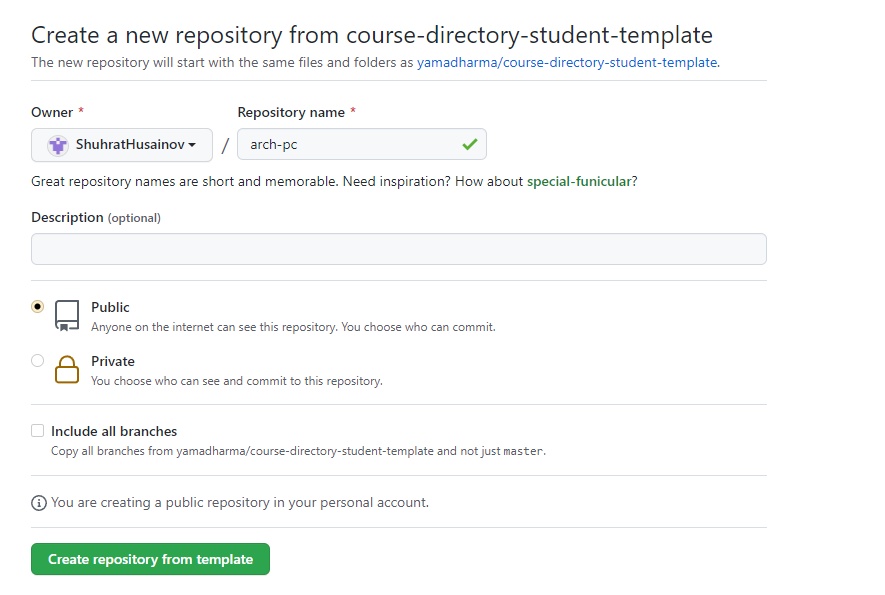 Create a new repository from course-directory-student-template
The new repository will start with the same files and folders as yamadharma/course-directory-student-template.
Owner * Repository name *
ShuhratHusainov / arch-pc
Great repository names are short and memorable. Need inspiration? How about special-funicular?
Description (optional)
Public
Anyone on the internet can see this repository. You choose who can commit.
Private
You choose who can see and commit to this repository.
Include all branches
Copy all branches from yamadharma/course-directory-student-template and not just master.
You are creating a public repository in your personal account.
Create repository from template